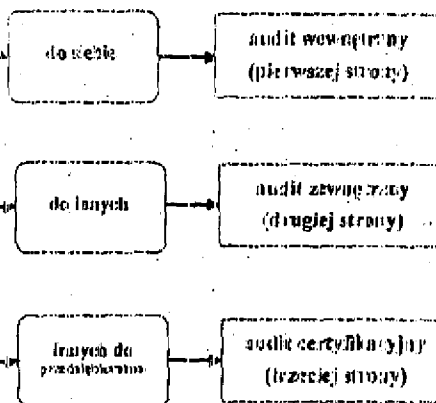 do siebie
audit wewnętrzny
(pierwszej strony)
do innych
audit zewnętrzny
(drugiej strony)
innych do
przedsiębiorstwa
audit certyfikacyjny
(trzeciej strony)